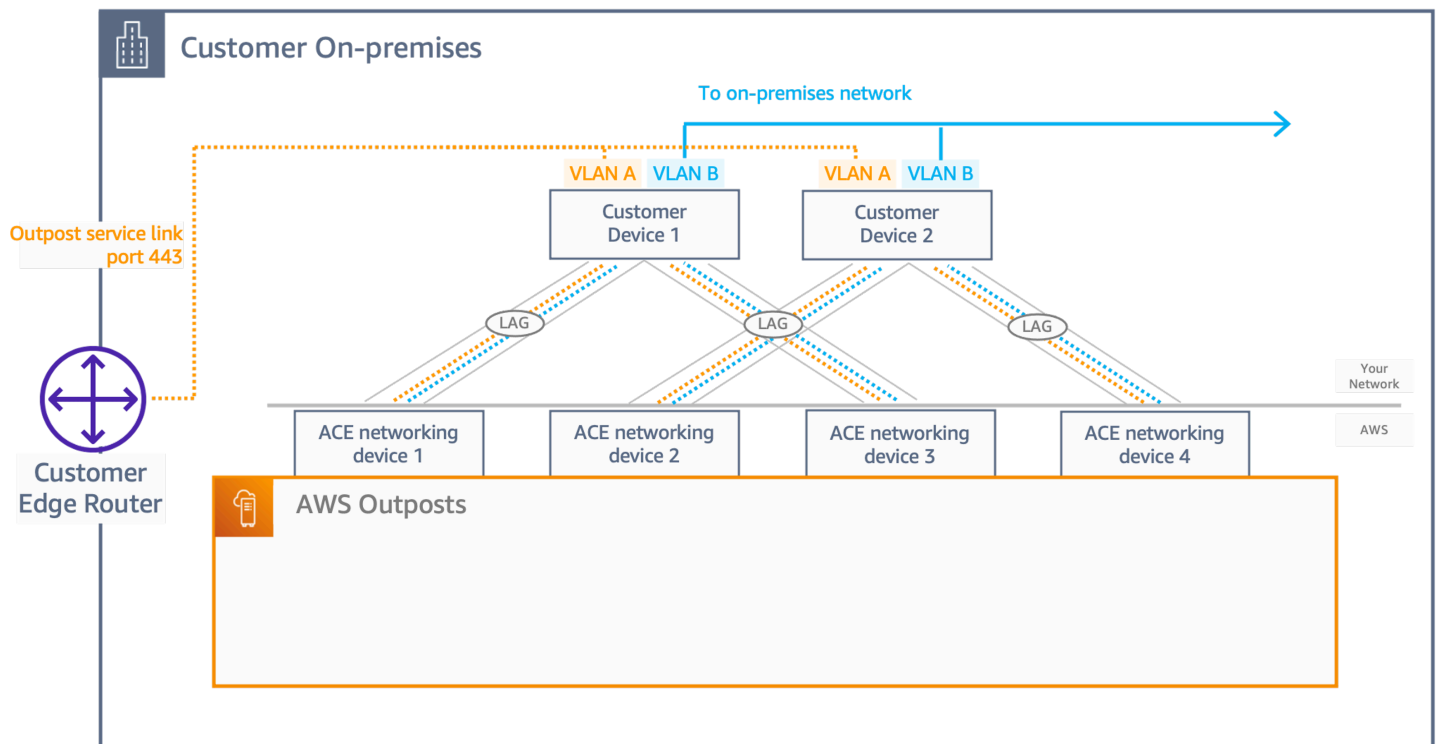 Customer On-premises
To on-premises network
VLAN A
VLAN B
VLAN A
VLAN B
Customer
Device 1
Customer
Device 2
Outpost service link
port 443
LAG
LAG
LAG
Your
Network
AWS
Customer
Edge Router
ACE networking
device 1
ACE networking
device 2
ACE networking
device 3
ACE networking
device 4
AWS Outposts